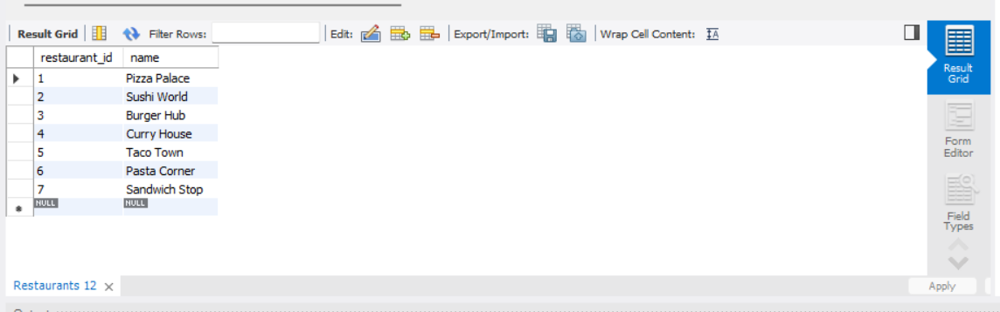 Result Grid Filter Rows: Edit: Export/Import: Wrap Cell Content: IA
restaurant_id name
1 Pizza Palace
2 Sushi World
3 Burger Hub
4 Curry House
5 Taco Town
6 Pasta Corner
7 Sandwich Stop
NULL NULL
Restaurants 12 ×
Result
Grid
Form
Editor
Field
Types
Apply